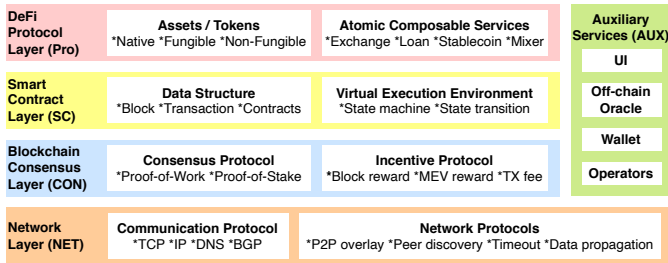 DeFi
Protocol
Layer (Pro)
Assets / Tokens
*Native *Fungible *Non-Fungible
Atomic Composable Services
*Exchange *Loan *Stablecoin *Mixer
Smart
Contract
Layer (SC)
Data Structure
*Block *Transaction *Contracts
Virtual Execution Environment
*State machine *State transition
Blockchain
Consensus
Layer (CON)
Consensus Protocol
*Proof-of-Work *Proof-of-Stake
Incentive Protocol
*Block reward *MEV reward *TX fee
Network
Layer (NET)
Communication Protocol
*TCP *IP *DNS *BGP
Network Protocols
*P2P overlay *Peer discovery *Timeout *Data propagation
Auxiliary
Services (AUX)
UI
Off-chain
Oracle
Wallet
Operators